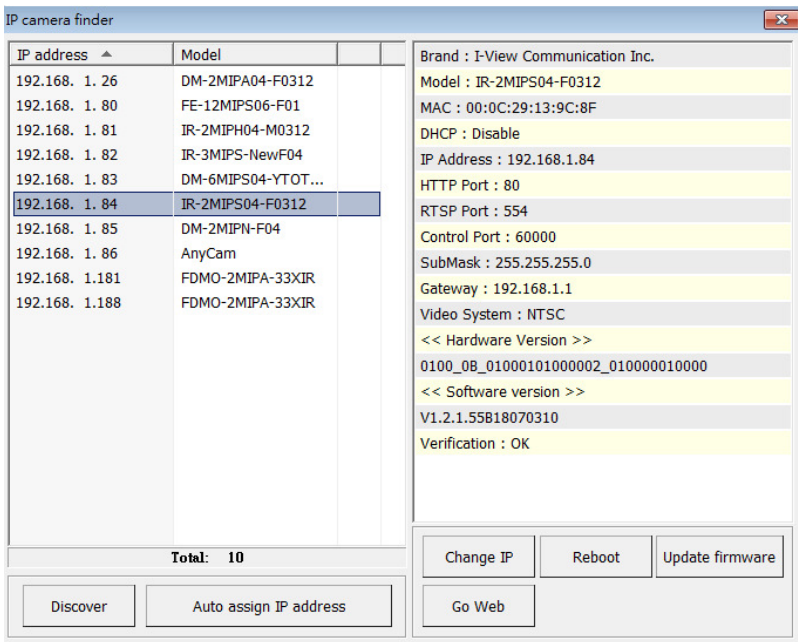 IP camera finder
IP address Model
192.168. 1. 26 DM-2MIPA04-F0312
192.168. 1. 80 FE-12MIPS06-F01
192.168. 1. 81 IR-2MIPH04-M0312
192.168. 1. 82 IR-3MIPS-NewF04
192.168. 1. 83 DM-6MIPS04-YTOT...
192.168. 1. 84 IR-2MIPS04-F0312
192.168. 1. 85 DM-2MIPN-F04
192.168. 1. 86 AnyCam
192.168. 1.181 FDMO-2MIPA-33XIR
192.168. 1.188 FDMO-2MIPA-33XIR
Total: 10
Discover Auto assign IP address
Brand : I-View Communication Inc.
Model : IR-2MIPS04-F0312
MAC : 00:0C:29:13:9C:8F
DHCP : Disable
IP Address : 192.168.1.84
HTTP Port : 80
RTSP Port : 554
Control Port : 60000
SubMask : 255.255.255.0
Gateway : 192.168.1.1
Video System : NTSC
<< Hardware Version >>
0100_0B_01000101000002_010000010000
<< Software version >>
V1.2.1.55B18070310
Verification : OK
Change IP Reboot Update firmware
Go Web